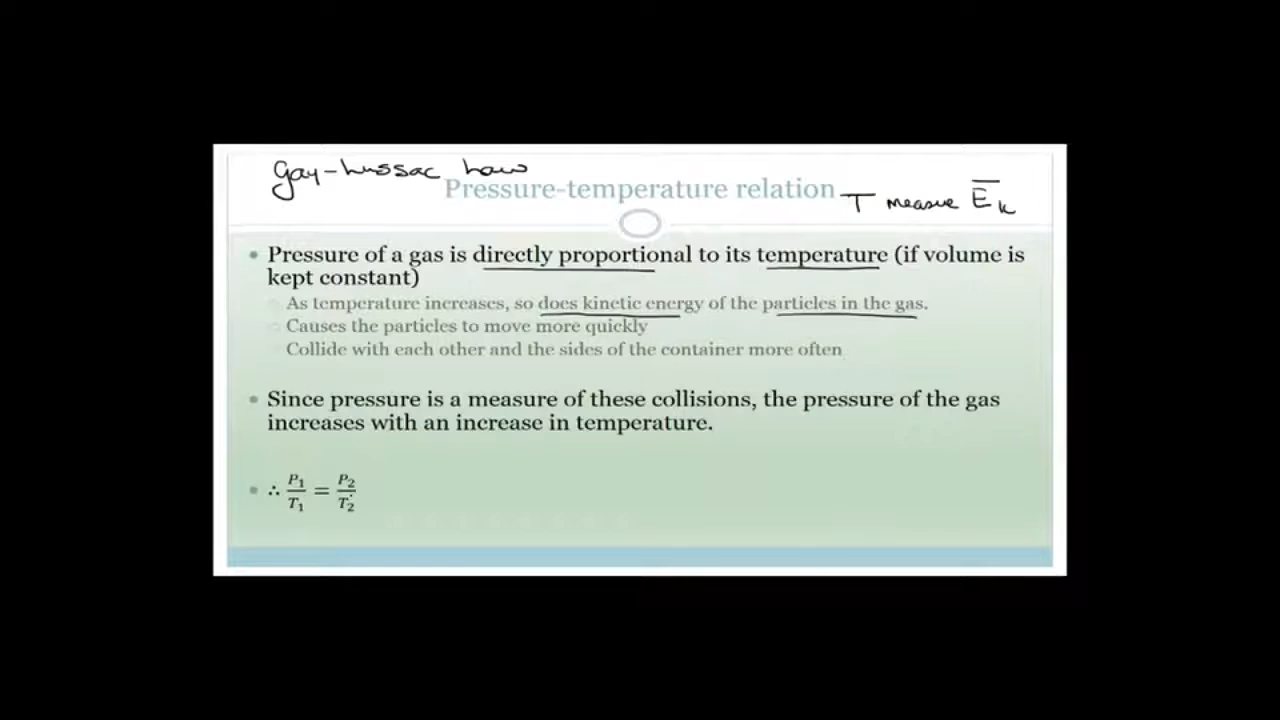 Gay-Lussac Law
Pressure-temperature relation
T measure E̅k
Pressure of a gas is directly proportional to its temperature (if volume is
kept constant)
As temperature increases, so does kinetic energy of the particles in the gas.
Causes the particles to move more quickly
Collide with each other and the sides of the container more often
Since pressure is a measure of these collisions, the pressure of the gas
increases with an increase in temperature.
∴ P₁/T₁ = P₂/T₂